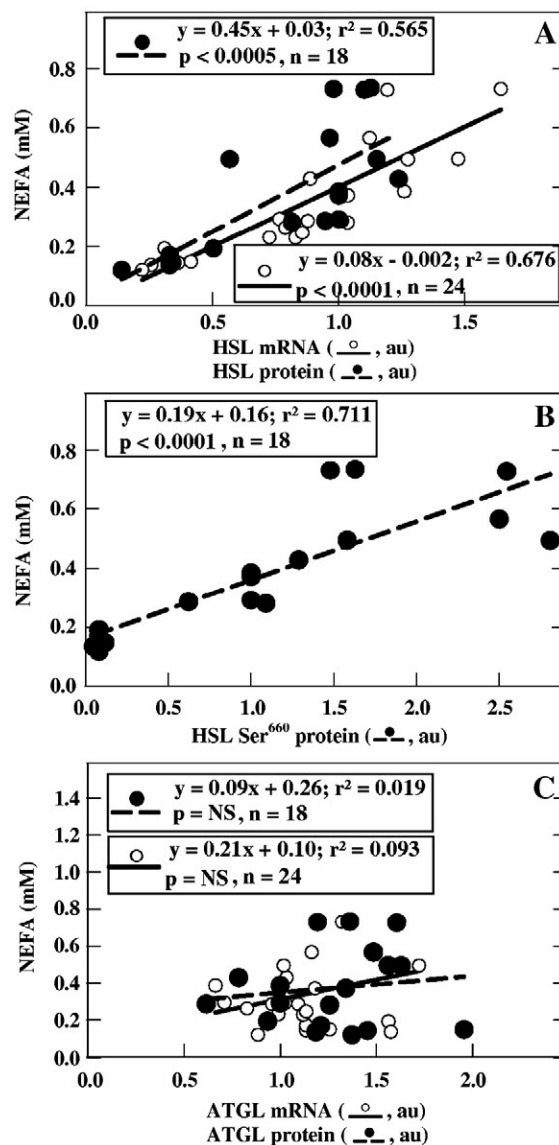 A
y = 0.45x + 0.03; r² = 0.565
p < 0.0005, n = 18
0.8
0.6
0.4
0.2
0.0
NEFA (mM)
y = 0.08x - 0.002; r² = 0.676
p < 0.0001, n = 24
0.5 1.0 1.5
HSL mRNA ( , au)
HSL protein ( , au)
B
y = 0.19x + 0.16; r² = 0.711
p < 0.0001, n = 18
0.8
0.6
0.4
0.2
0.0
NEFA (mM)
0.0 0.5 1.0 1.5 2.0 2.5
HSL Ser⁶⁶⁰ protein ( , au)
C
y = 0.09x + 0.26; r² = 0.019
p = NS, n = 18
y = 0.21x + 0.10; r² = 0.093
p = NS, n = 24
1.4
1.2
1.0
0.8
0.6
0.4
0.2
0.0
NEFA (mM)
0.0 0.5 1.0 1.5 2.0
ATGL mRNA ( , au)
ATGL protein ( , au)